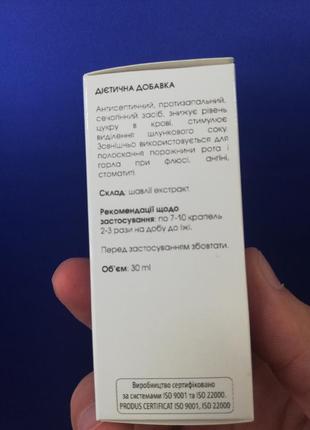 ДІЄТИЧНА ДОБАВКА
Антисептичний, протизапальний,
сечогінний засіб, знижує рівень
цукру в крові, стимулює
виділення шлункового соку.
Зовнішньо використовується для
полоскання порожнини рота і
горла при флюсі, ангіні,
стоматиті.
Склад: шавлії екстракт.
Рекомендації щодо
застосування: по 7-10 крапель
2-3 рази на добу до їжі.
Перед застосуванням збовтати.
Об'єм: 30 ml
Виробництво сертифіковано
за системами ISO 9001 та ISO 22000.
PRODUS CERTIFICAT ISO 9001, ISO 22000